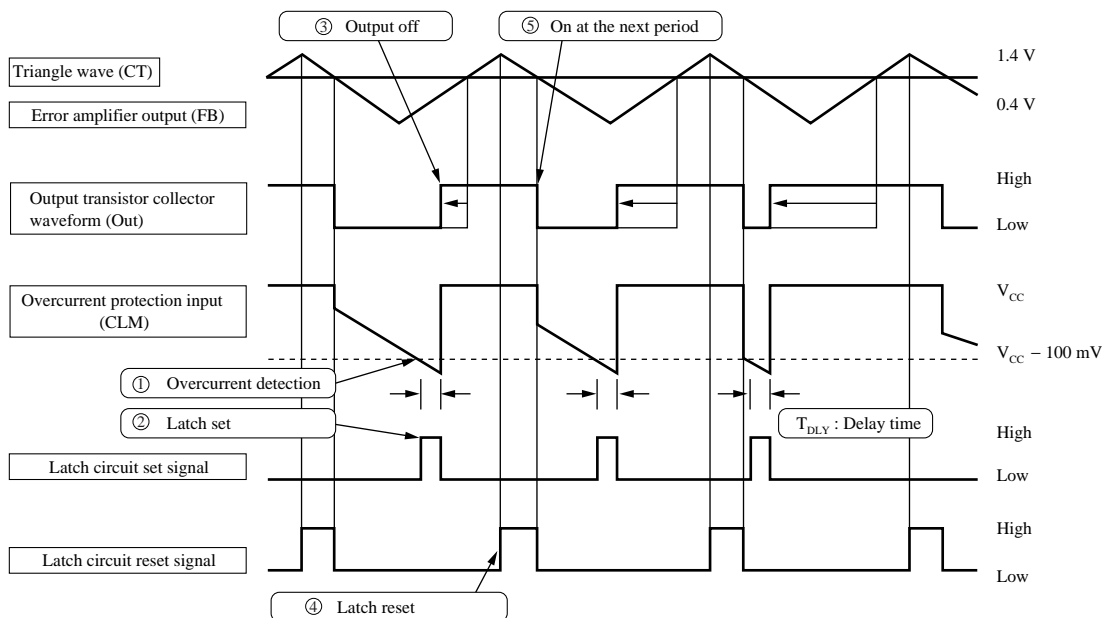 ③ Output off
⑤ On at the next period
Triangle wave (CT)
1.4 V
Error amplifier output (FB)
0.4 V
Output transistor collector
waveform (Out)
High
Low
Overcurrent protection input
(CLM)
VCC
VCC − 100 mV
① Overcurrent detection
② Latch set
TDLY : Delay time
Latch circuit set signal
High
Low
Latch circuit reset signal
High
Low
④ Latch reset